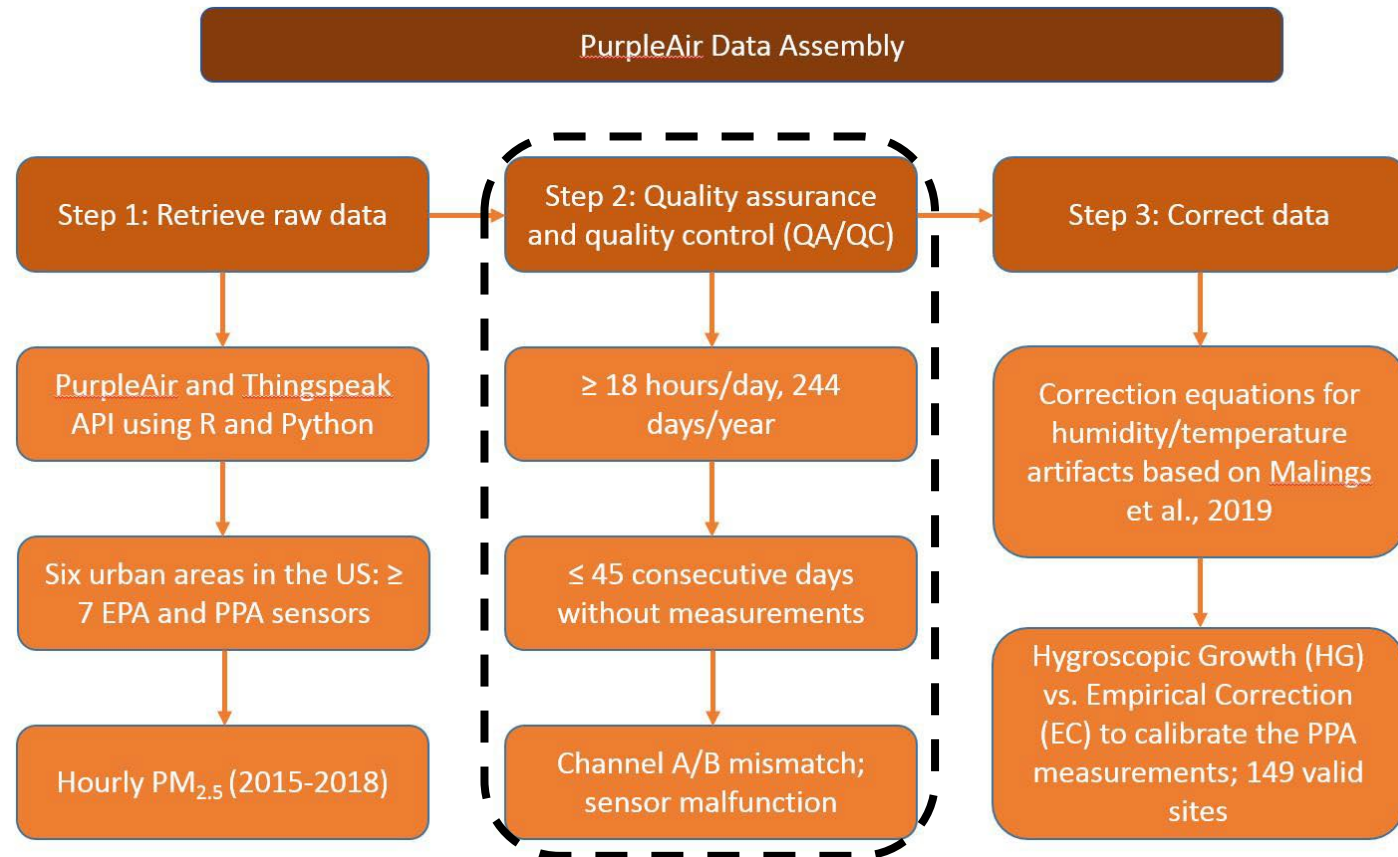 PurpleAir Data Assembly
Step 1: Retrieve raw data
PurpleAir and Thingspeak
API using R and Python
Six urban areas in the US: ≥
7 EPA and PPA sensors
Hourly PM₂.₅ (2015-2018)
Step 2: Quality assurance
and quality control (QA/QC)
≥ 18 hours/day, 244
days/year
≤ 45 consecutive days
without measurements
Channel A/B mismatch;
sensor malfunction
Step 3: Correct data
Correction equations for
humidity/temperature
artifacts based on Malings
et al., 2019
Hygroscopic Growth (HG)
vs. Empirical Correction
(EC) to calibrate the PPA
measurements; 149 valid
sites